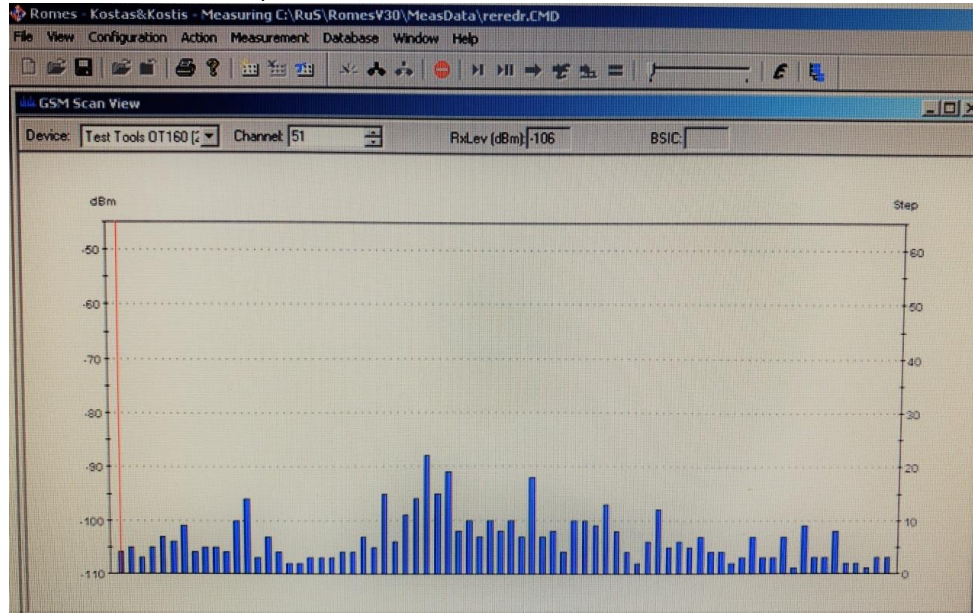 Romes - Kostas&Kostis - Measuring C:\RuS\RomesV30\MeasData\reredr.CMD
File View Configuration Action Measurement Database Window Help
GSM Scan View
Device: Test Tools OT160 [2 Channel: 51 RxLev (dBm): -106 BSIC:
dBm Step
-50 60
-60 50
-70 40
-80 30
-90 20
-100 10
-110 0